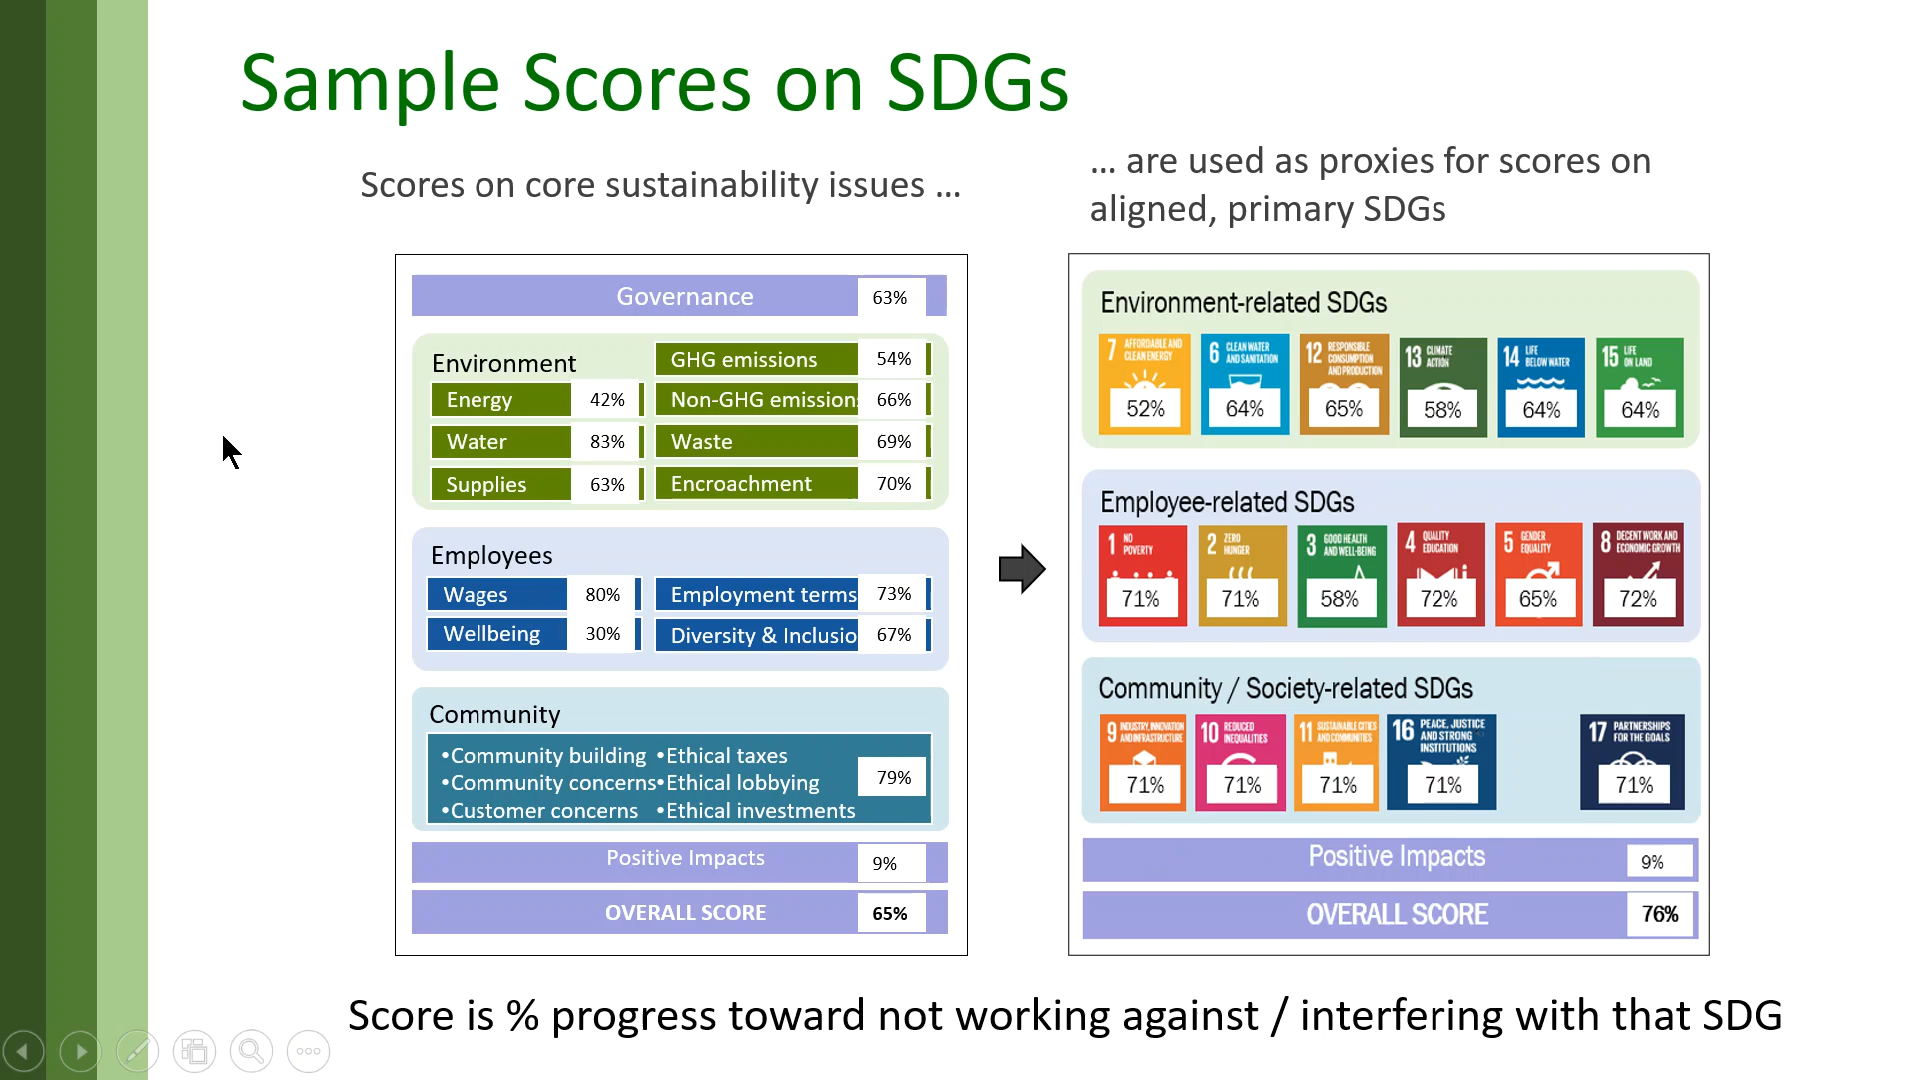 Sample Scores on SDGs
Scores on core sustainability issues ...
... are used as proxies for scores on
aligned, primary SDGs
Governance 63%
Environment
Energy 42%
Water 83%
Supplies 63%
GHG emissions 54%
Non-GHG emission 66%
Waste 69%
Encroachment 70%
Employees
Wages 80%
Wellbeing 30%
Employment terms 73%
Diversity & Inclusio 67%
Community
•Community building
•Community concerns
•Customer concerns
•Ethical taxes
•Ethical lobbying
•Ethical investments
79%
Positive Impacts 9%
OVERALL SCORE 65%
Environment-related SDGs
7 AFFORDABLE AND
CLEAN ENERGY
52%
6 CLEAN WATER
AND SANITATION
64%
12 RESPONSIBLE
CONSUMPTION
AND PRODUCTION
65%
13 CLIMATE
ACTION
58%
14 LIFE
BELOW WATER
64%
15 LIFE
ON LAND
64%
Employee-related SDGs
1 NO
POVERTY
71%
2 ZERO
HUNGER
71%
3 GOOD HEALTH
AND WELL-BEING
58%
4 QUALITY
EDUCATION
72%
5 GENDER
EQUALITY
65%
8 DECENT WORK AND
ECONOMIC GROWTH
72%
Community / Society-related SDGs
9 INDUSTRY, INNOVATION
AND INFRASTRUCTURE
71%
10 REDUCED
INEQUALITIES
71%
11 SUSTAINABLE CITIES
AND COMMUNITIES
71%
16 PEACE, JUSTICE
AND STRONG
INSTITUTIONS
71%
17 PARTNERSHIPS
FOR THE GOALS
71%
Positive Impacts 9%
OVERALL SCORE 76%
Score is % progress toward not working against / interfering with that SDG